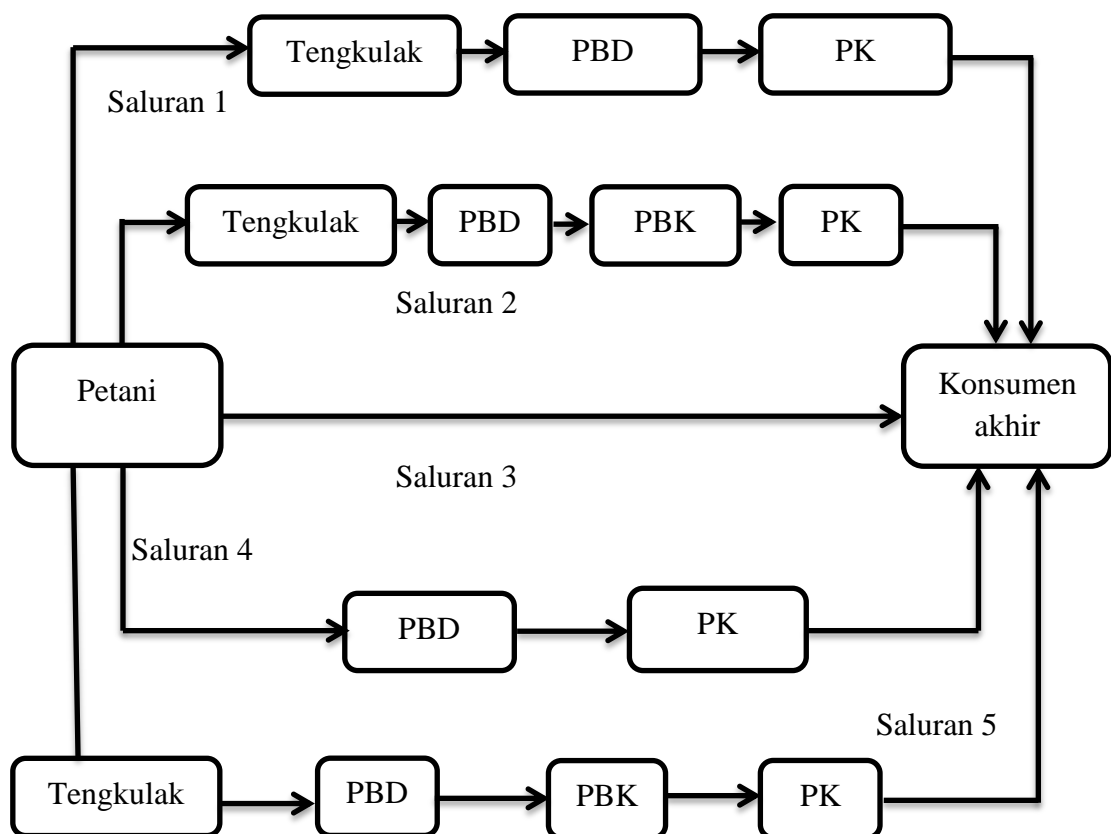 Tengkulak
PBD
PK
Saluran 1
Tengkulak
PBD
PBK
PK
Saluran 2
Petani
Konsumen
akhir
Saluran 3
Saluran 4
PBD
PK
Saluran 5
Tengkulak
PBD
PBK
PK